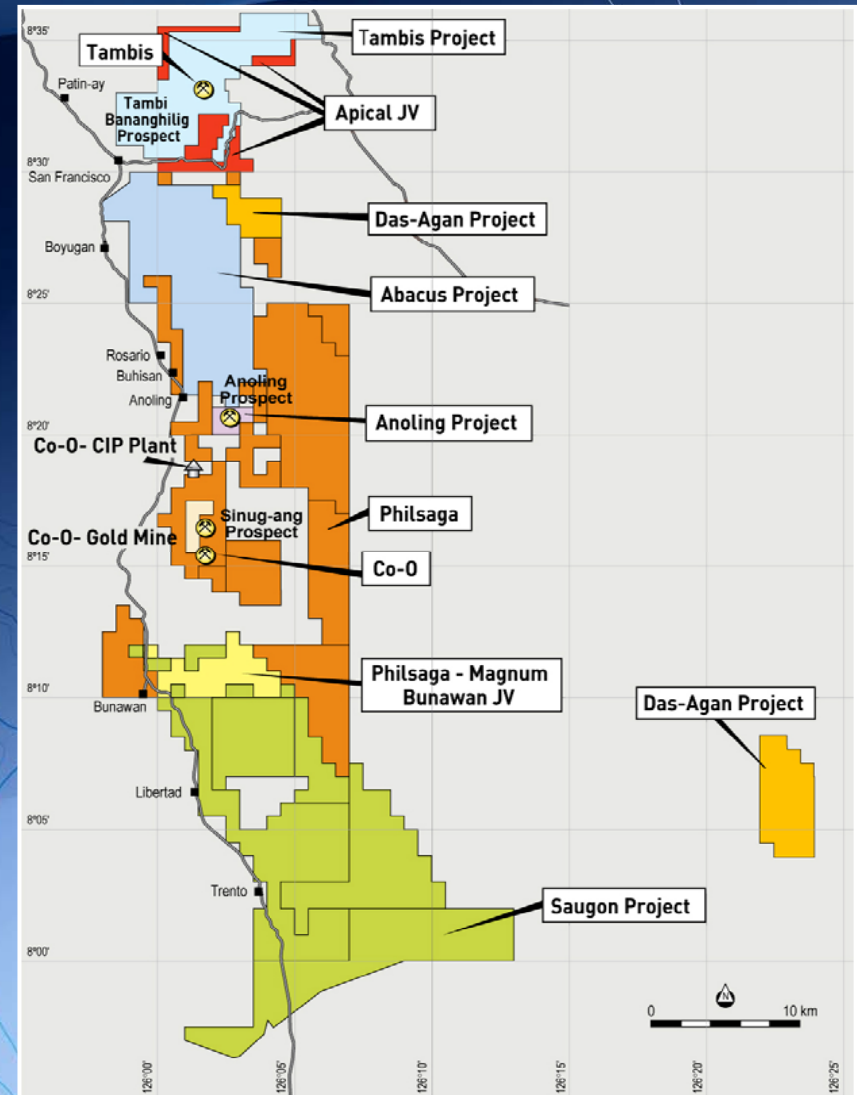 8°35'
Tambis
Tambis Project
Patin-ay
Tambi
Bananghilig
Prospect
Apical JV
8°30'
San Francisco
Das-Agan Project
Boyugan
Abacus Project
8°25'
Rosario
Buhisan
Anoling
Anoling
Prospect
Anoling Project
8°20'
Co-O- CIP Plant
Philsaga
Sinug-ang
Prospect
Co-O- Gold Mine
8°15'
Co-O
Philsaga - Magnum
Bunawan JV
8°10'
Bunawan
Das-Agan Project
Libertad
8°05'
Trento
Saugon Project
8°00'
N
0 10 km
126°00'
126°05'
126°10'
126°15'
126°20'
126°25'